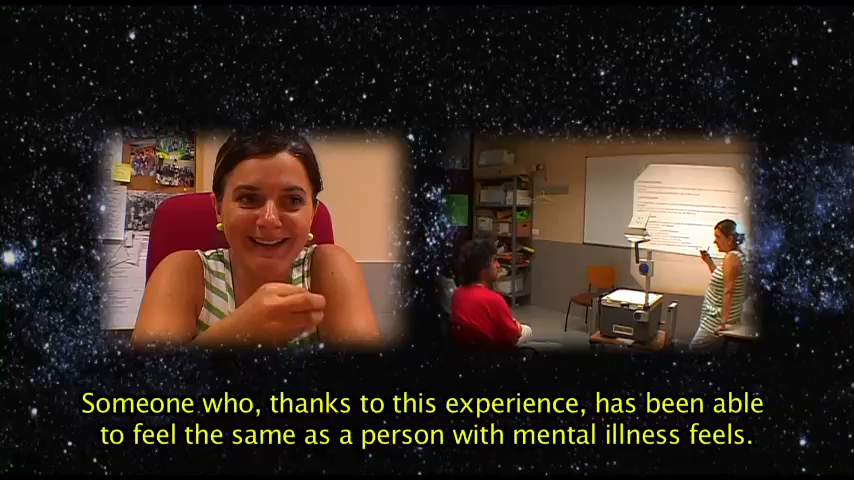 Someone who, thanks to this experience, has been able
to feel the same as a person with mental illness feels.